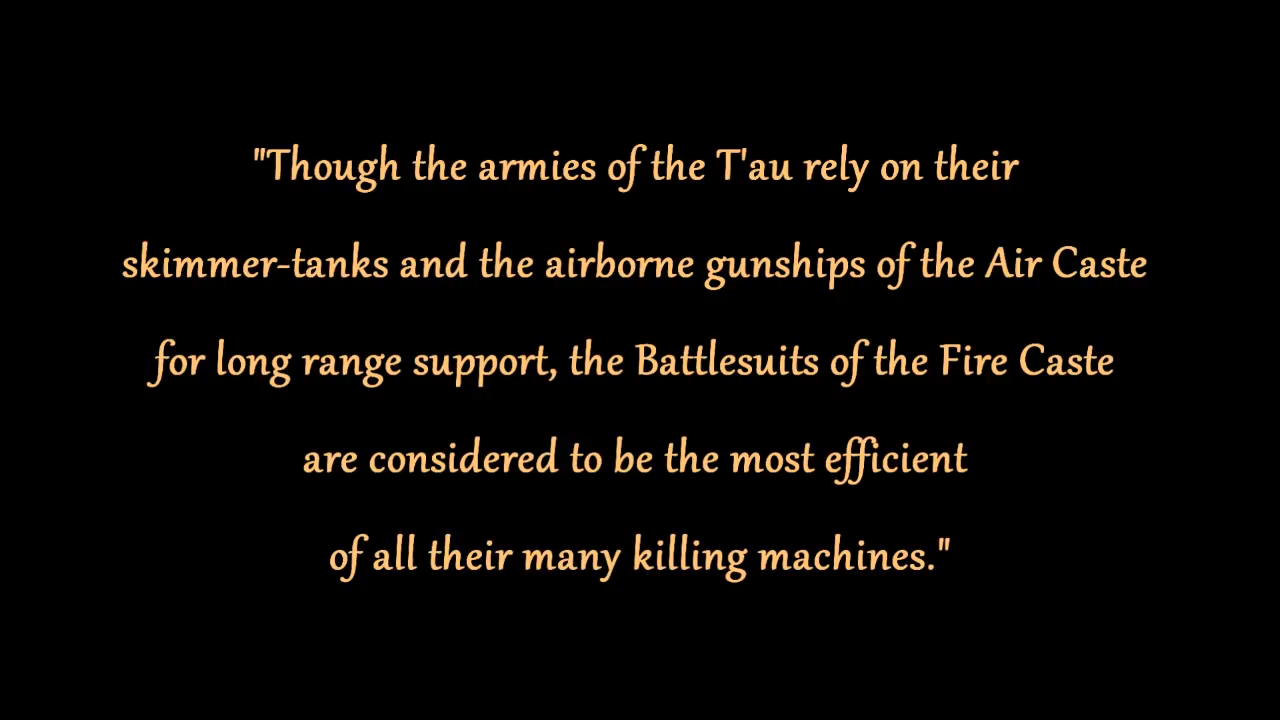 "Though the armies of the T'au rely on their
skimmer-tanks and the airborne gunships of the Air Caste
for long range support, the Battlesuits of the Fire Caste
are considered to be the most efficient
of all their many killing machines."